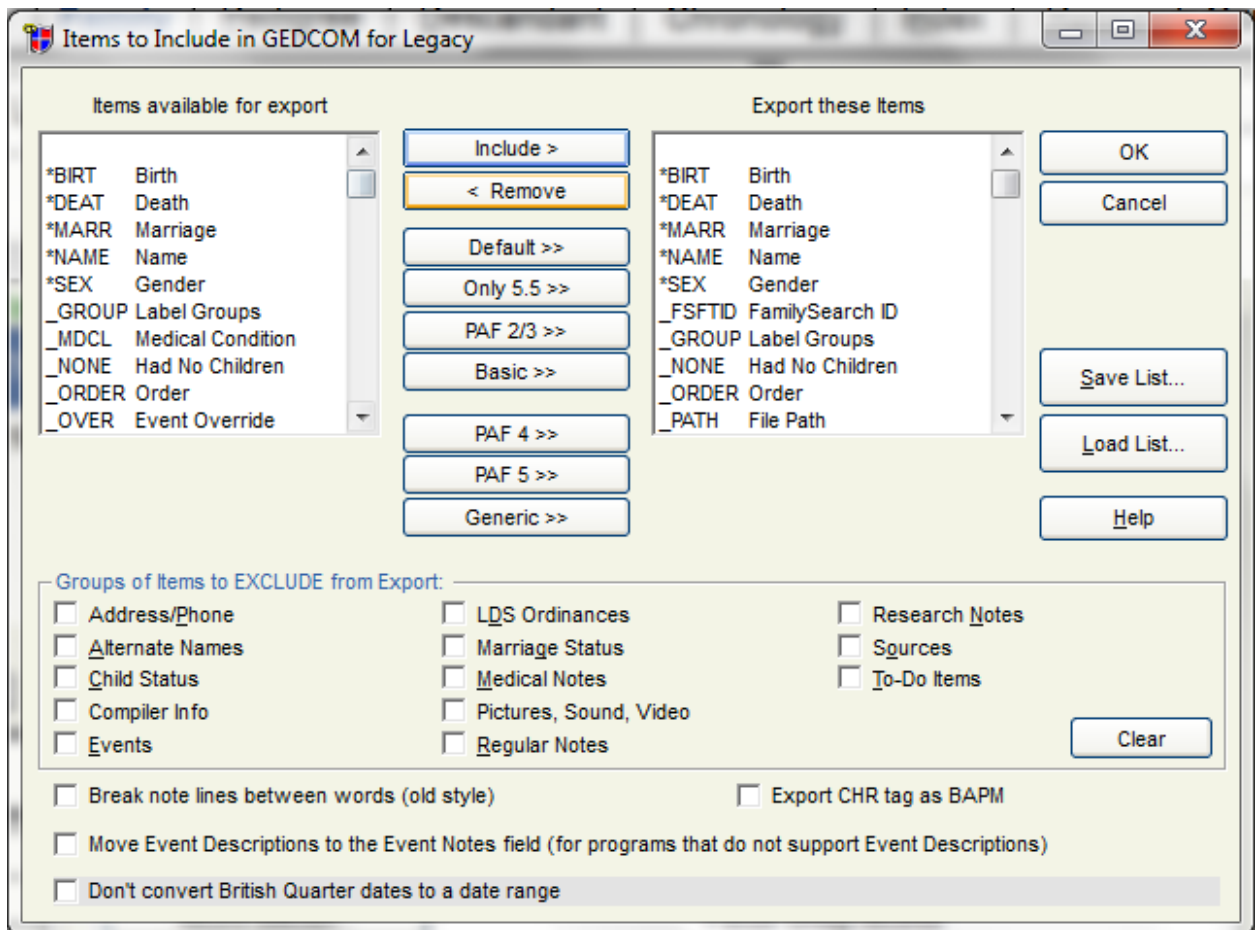 Items to Include in GEDCOM for Legacy
Items available for export
*BIRT Birth
*DEAT Death
*MARR Marriage
*NAME Name
*SEX Gender
_GROUP Label Groups
_MDCL Medical Condition
_NONE Had No Children
_ORDER Order
_OVER Event Override
Include >
< Remove
Default >>
Only 5.5 >>
PAF 2/3 >>
Basic >>
PAF 4 >>
PAF 5 >>
Generic >>
Export these Items
*BIRT Birth
*DEAT Death
*MARR Marriage
*NAME Name
*SEX Gender
_FSFTID FamilySearch ID
_GROUP Label Groups
_NONE Had No Children
_ORDER Order
_PATH File Path
OK
Cancel
Save List...
Load List...
Help
Groups of Items to EXCLUDE from Export:
Address/Phone
Alternate Names
Child Status
Compiler Info
Events
LDS Ordinances
Marriage Status
Medical Notes
Pictures, Sound, Video
Regular Notes
Research Notes
Sources
To-Do Items
Clear
Break note lines between words (old style)
Export CHR tag as BAPM
Move Event Descriptions to the Event Notes field (for programs that do not support Event Descriptions)
Don't convert British Quarter dates to a date range